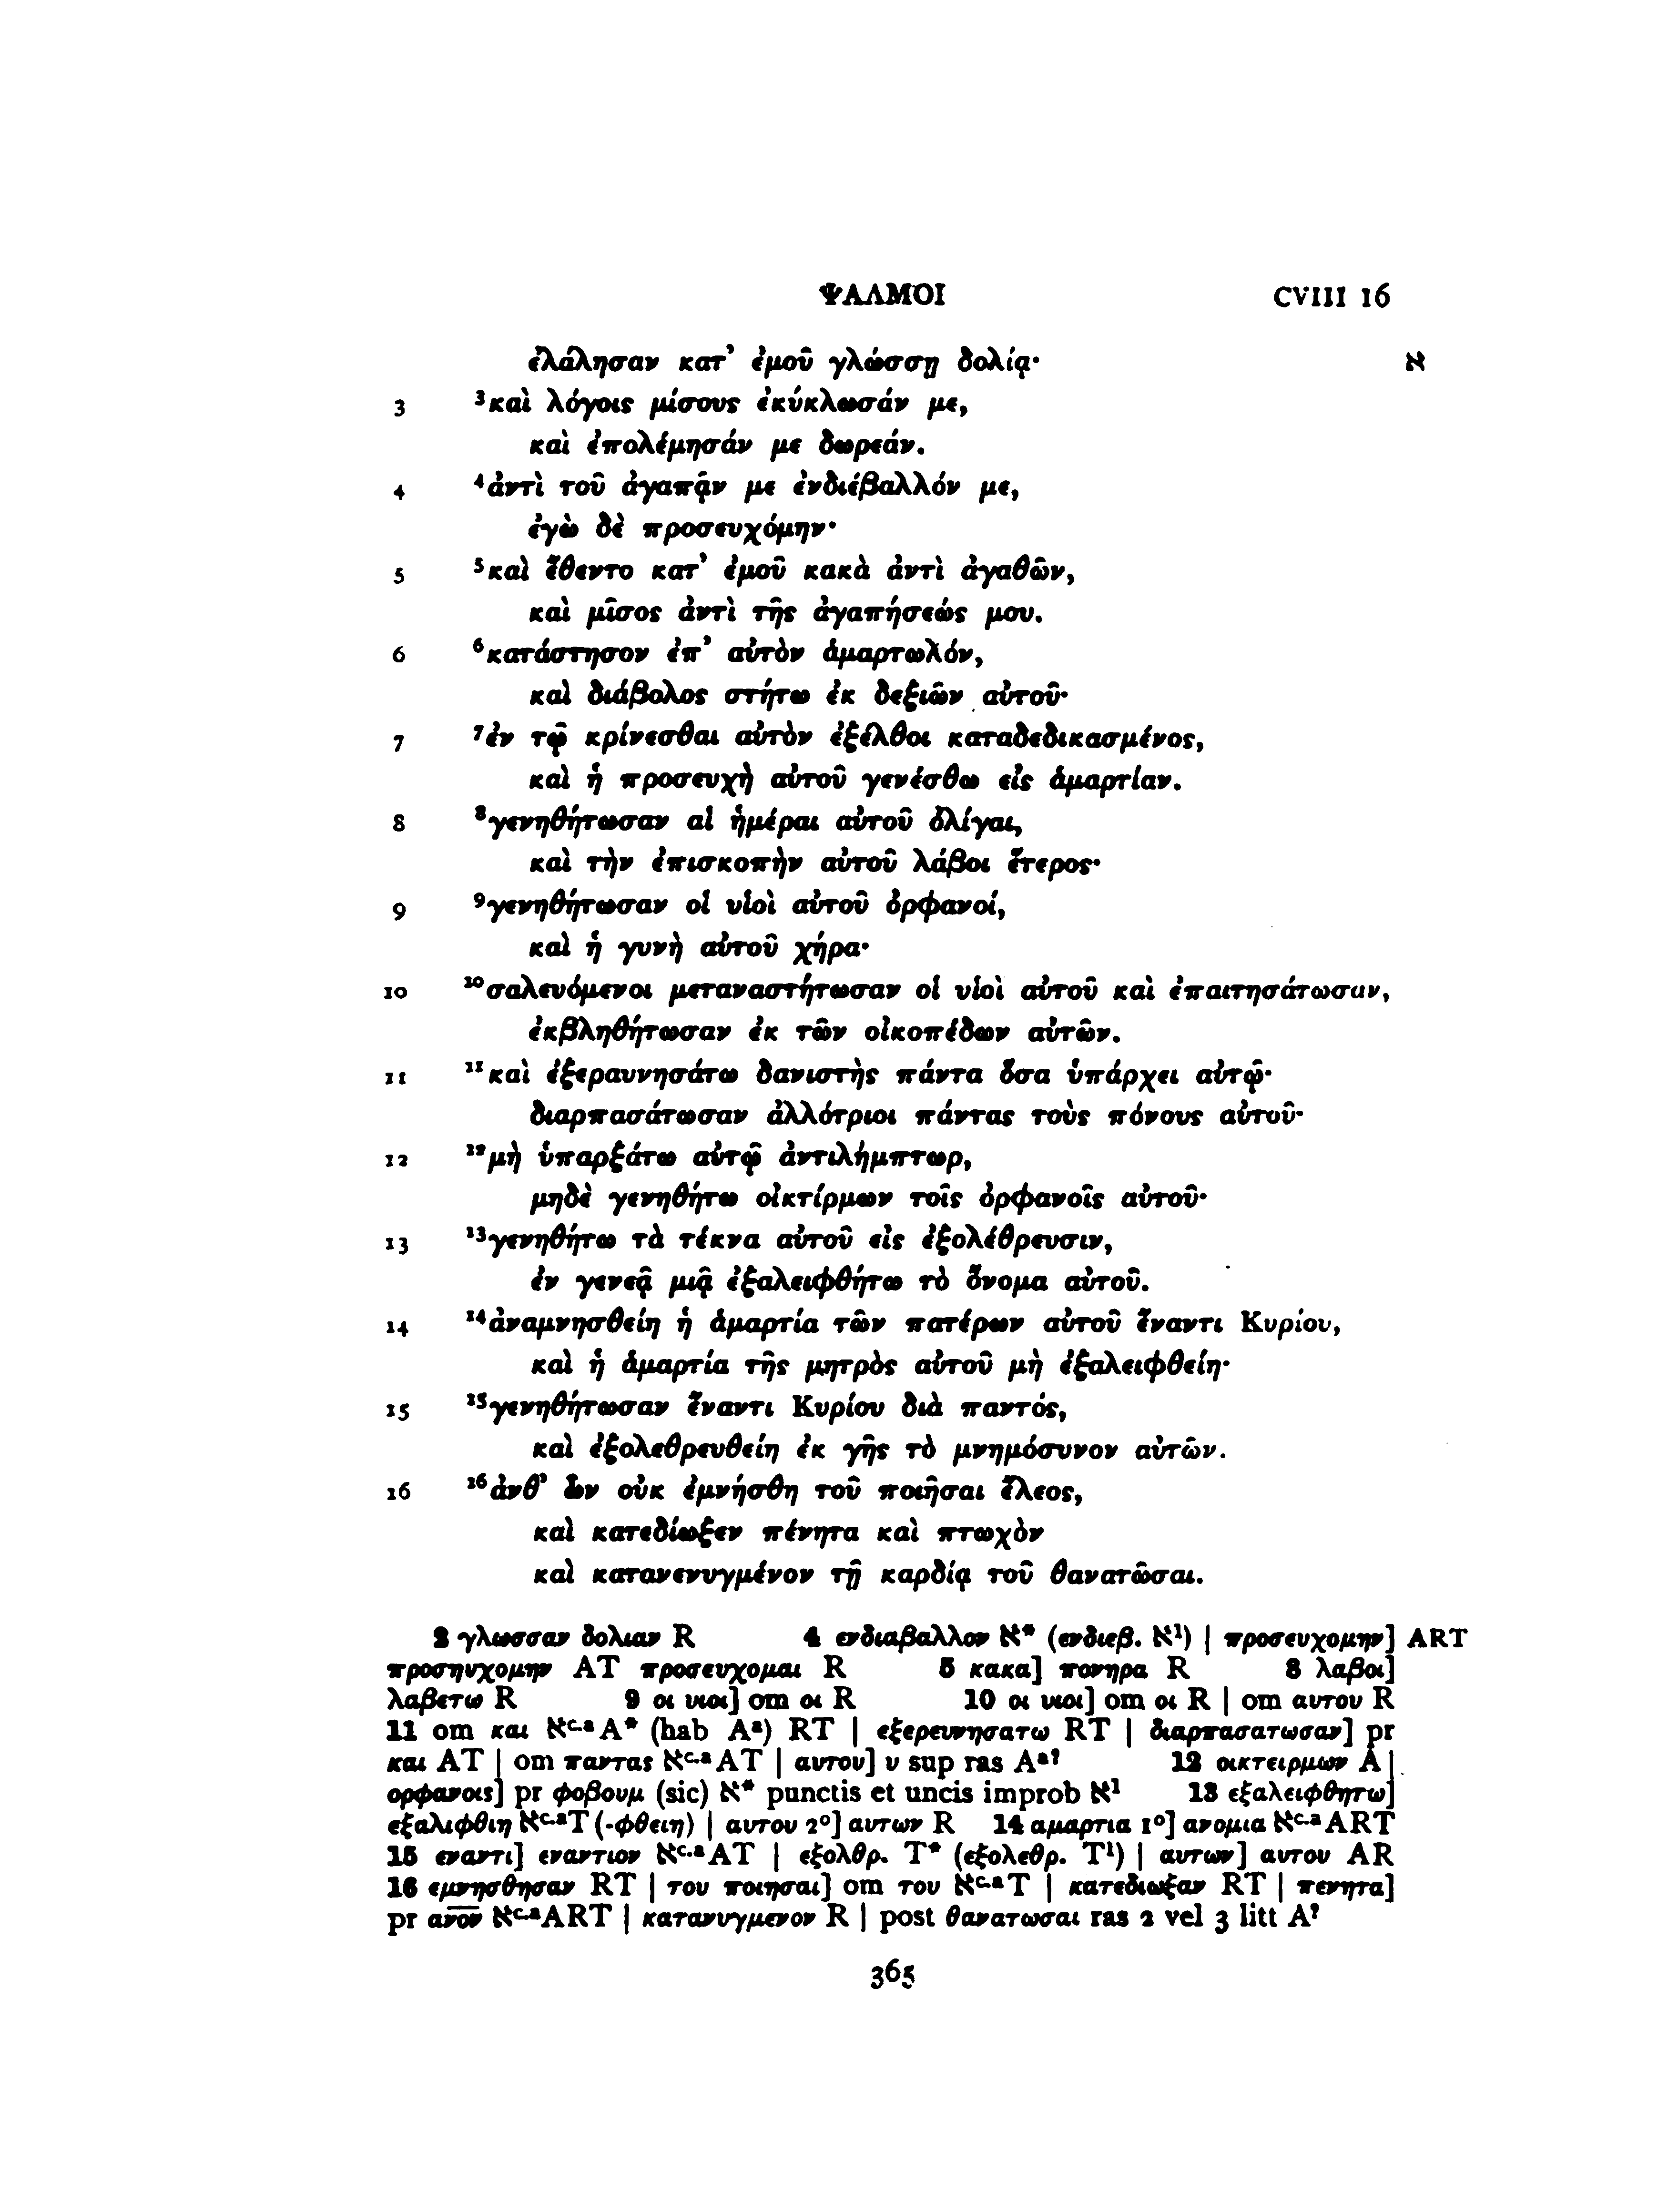 ΨΑΛΜΟΙ CVIII 16
ἐλάλησαν κατ’ ἐμοῦ γλώσσῃ δολίᾳ· א
3 ³καὶ λόγοις μίσους ἐκύκλωσάν με,
καὶ ἐπολέμησάν με δωρεάν.
4 ⁴ἀντὶ τοῦ ἀγαπᾷν με ἐνδιέβαλλόν με,
ἐγὼ δὲ προσευχόμην·
5 ⁵καὶ ἔθεντο κατ’ ἐμοῦ κακὰ ἀντὶ ἀγαθῶν,
καὶ μῖσος ἀντὶ τῆς ἀγαπήσεώς μου.
6 ⁶κατάστησον ἐπ’ αὐτὸν ἁμαρτωλόν,
καὶ διάβολος στήτω ἐκ δεξιῶν αὐτοῦ·
7 ⁷ἐν τῷ κρίνεσθαι αὐτὸν ἐξέλθοι καταδεδικασμένος,
καὶ ἡ προσευχὴ αὐτοῦ γενέσθω εἰς ἁμαρτίαν.
8 ⁸γενηθήτωσαν αἱ ἡμέραι αὐτοῦ ὀλίγαι,
καὶ τὴν ἐπισκοπὴν αὐτοῦ λάβοι ἕτερος·
9 ⁹γενηθήτωσαν οἱ υἱοὶ αὐτοῦ ὀρφανοί,
καὶ ἡ γυνὴ αὐτοῦ χήρα·
10 ¹⁰σαλευόμενοι μεταναστήτωσαν οἱ υἱοὶ αὐτοῦ καὶ ἐπαιτησάτωσαν,
ἐκβληθήτωσαν ἐκ τῶν οἰκοπέδων αὐτῶν.
11 ¹¹καὶ ἐξεραυνησάτω δανιστὴς πάντα ὅσα ὑπάρχει αὐτῷ·
διαρπασάτωσαν ἀλλότριοι πάντας τοὺς πόνους αὐτοῦ·
12 ¹²μὴ ὑπαρξάτω αὐτῷ ἀντιλήμπτωρ,
μηδὲ γενηθήτω οἰκτίρμων τοῖς ὀρφανοῖς αὐτοῦ·
13 ¹³γενηθήτω τὰ τέκνα αὐτοῦ εἰς ἐξολέθρευσιν,
ἐν γενεᾷ μιᾷ ἐξαλειφθήτω τὸ ὄνομα αὐτοῦ.
14 ¹⁴ἀναμνησθείη ἡ ἁμαρτία τῶν πατέρων αὐτοῦ ἔναντι Κυρίου,
καὶ ἡ ἁμαρτία τῆς μητρὸς αὐτοῦ μὴ ἐξαλειφθείη·
15 ¹⁵γενηθήτωσαν ἔναντι Κυρίου διὰ παντός,
καὶ ἐξολεθρευθείη ἐκ γῆς τὸ μνημόσυνον αὐτῶν.
16 ¹⁶ἀνθ’ ὧν οὐκ ἐμνήσθη τοῦ ποιῆσαι ἔλεος,
καὶ κατεδίωξεν πένητα καὶ πτωχὸν
καὶ κατανενυγμένον τῇ καρδίᾳ τοῦ θανατῶσαι.
2 γλωσσαν δολιαν R 4 ενδιαβαλλον א* (ενδιεβ. א¹) | προσευχομην] ART
προσηυχομην AT προσευχομαι R 5 κακα] πονηρα R 8 λαβοι]
λαβετω R 9 οι υιοι] om οι R 10 οι υιοι] om οι R | om αυτου R
11 om και אᶜ·ᵃA* (hab Aᵃ) RT | εξερευνησατω RT | διαρπασατωσαν] pr
και AT | om παντας אᶜ·ᵃAT | αυτου] υ sup ras Aᵃ? 12 οικτειρμων A |
ορφανοις] pr φοβουμ (sic) א* punctis et uncis improb א¹ 13 εξαλειφθητω]
εξαλιφθιη אᶜ·ᵃT (-φθειη) | αυτου 2°] αυτων R 14 αμαρτια 1°] ανομια אᶜ·ᵃART
15 εναντι] εναντιον אᶜ·ᵃAT | εξολθρ. T* (εξολεθρ. T¹) | αυτων] αυτου AR
16 εμνησθησαν RT | του ποιησαι] om του אᶜ·ᵃT | κατεδιωξαν RT | πενητα]
pr α̅ν̅ο̅ν̅ אᶜ·ᵃART | κατανυγμενον R | post θανατωσαι ras 2 vel 3 litt A?
365